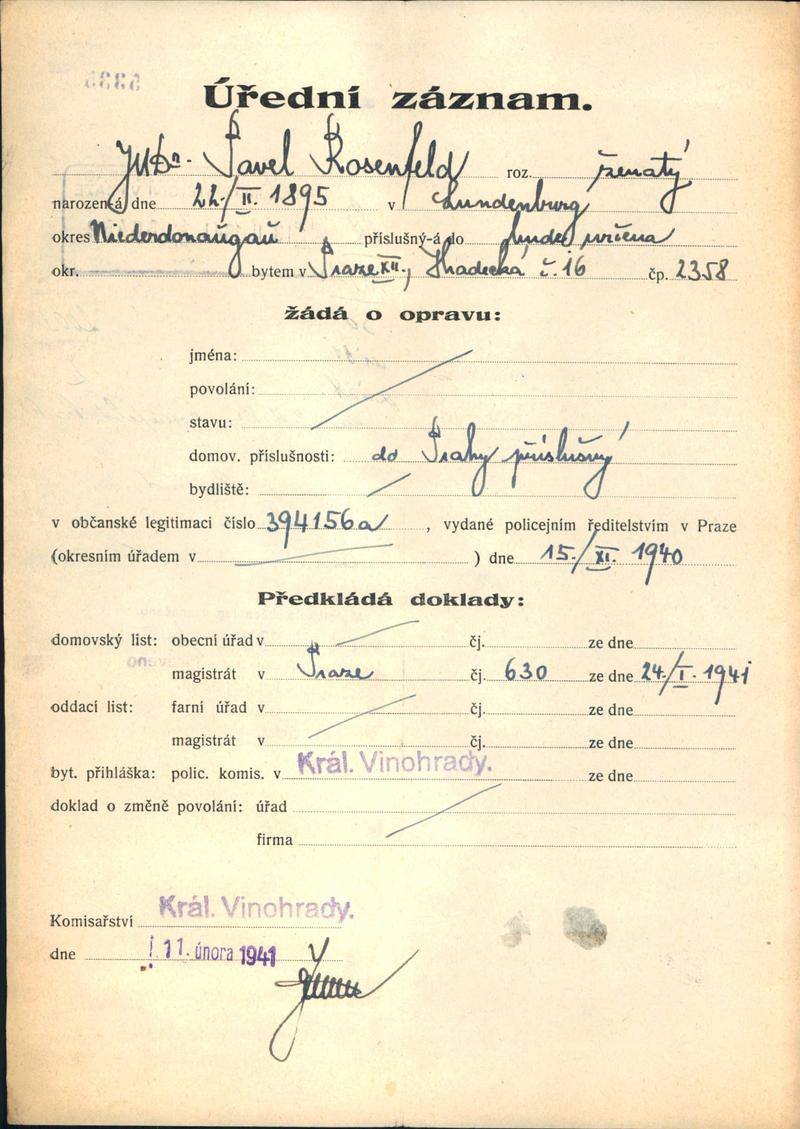 5335
Úřední záznam.
JUDr. Pavel Rosenfeld roz. ženatý
narozen-á dne 22./II. 1895 v Lundenburg
okres Niederdonaugau příslušný-á do
okr. bytem v Praze XII., Hradecká č. 16 čp. 2358
žádá o opravu:
jména:
povolání:
stavu:
domov. příslušnosti: do Prahy příslušný
bydliště:
v občanské legitimaci číslo 394156a, vydané policejním ředitelstvím v Praze
(okresním úřadem v ) dne 15./XI. 1940
Předkládá doklady:
domovský list: obecní úřad v čj. ze dne
magistrát v Praze čj. 630 ze dne 24./I. 1941
oddací list: farní úřad v čj. ze dne
magistrát v čj. ze dne
byt. přihláška: polic. komis. v Král. Vinohrady. ze dne
doklad o změně povolání: úřad
firma
Komisařství Král. Vinohrady.
dne 11. února 1941